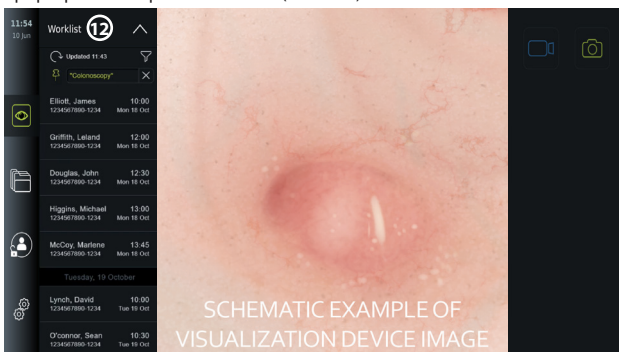 11:54
10 Jun
Worklist 12
Updated 11:43
"Colonoscopy"
Elliott, James 10:00
1234567890-1234 Mon 18 Oct
Griffith, Leland 12:00
1234567890-1234 Mon 18 Oct
Douglas, John 12:30
1234567890-1234 Mon 18 Oct
Higgins, Michael 13:00
1234567890-1234 Mon 18 Oct
McCoy, Marlene 13:45
1234567890-1234 Mon 18 Oct
Tuesday, 19 October
Lynch, David 10:00
1234567890-1234 Tue 19 Oct
O'connor, Sean 10:30
1234567890-1234 Tue 19 Oct
SCHEMATIC EXAMPLE OF
VISUALIZATION DEVICE IMAGE